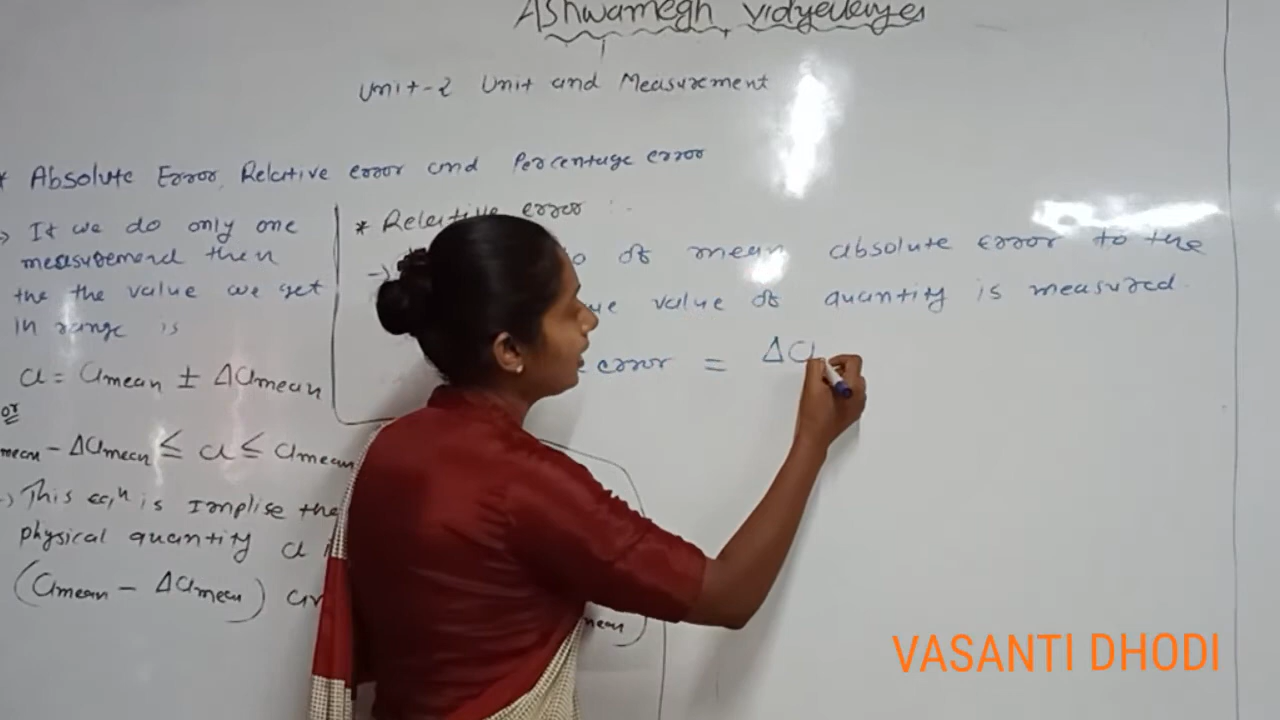 Ashwamegh vidyalaya
Unit-2 Unit and Measurement
* Absolute Error, Relative error and Percentage error
→ If we do only one
measurement then
the the value we get
in range is
a = amean ± Δamean
or
mean - Δamean ≤ a ≤ amean
→ This eqn is Implise the
physical quantity a
(amean - Δamean)
* Relative error :-
of mean absolute error to the
value of quantity is measured.
error = Δa
mean)
VASANTI DHODI